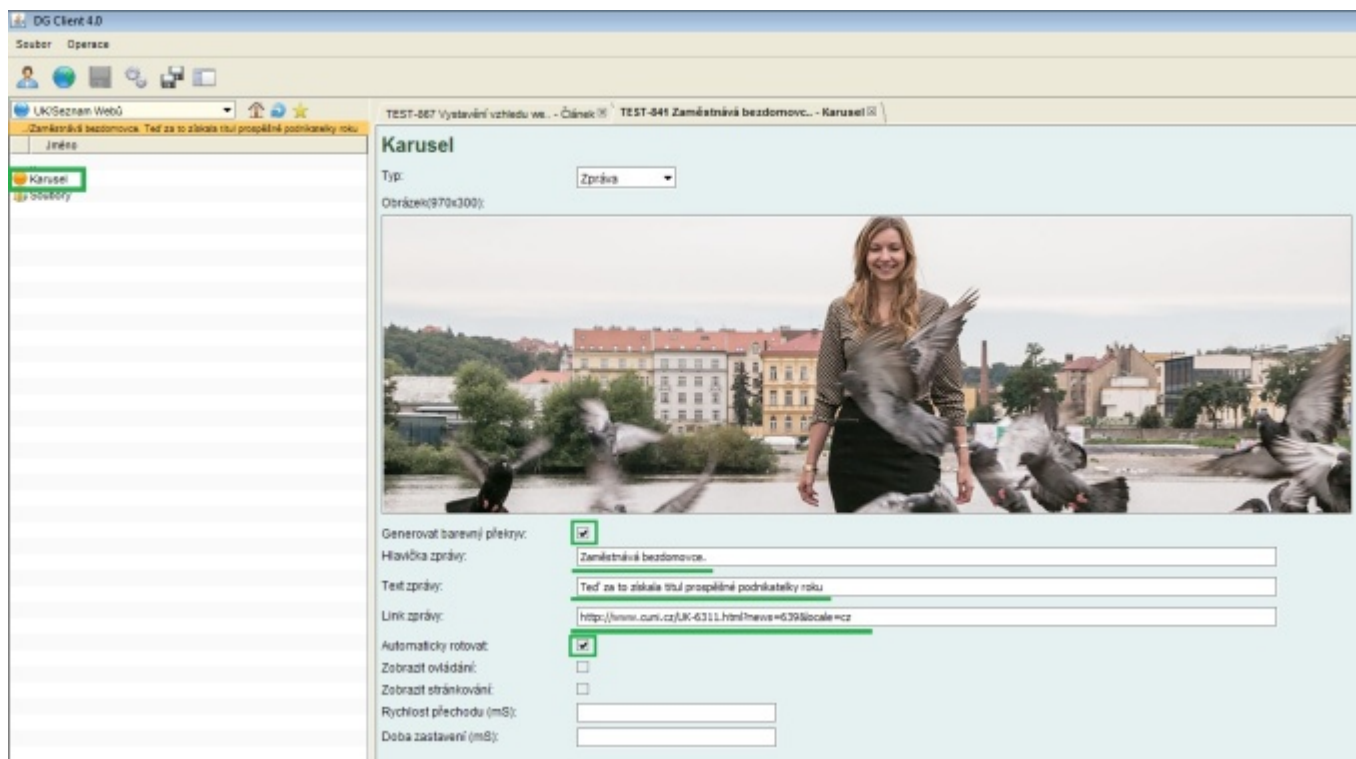 DG Client 4.0
Soubor Operace
UK!Seznam Webů
../Zaměstnává bezdomovce. Teď za to získala titul prospěšné podnikatelky roku
Jméno
Karusel
Soubory
TEST-867 Vystavění vzhledu we.. - Článek
TEST-841 Zaměstnává bezdomovc.. - Karusel
Karusel
Typ: Zpráva
Obrázek(970x300):
Generovat barevný překryv:
Hlavička zprávy: Zaměstnává bezdomovce.
Text zprávy: Teď za to získala titul prospěšné podnikatelky roku
Link zprávy: http://www.cuni.cz/UK-6311.html?news=639&locale=cz
Automaticky rotovat:
Zobrazit ovládání:
Zobrazit stránkování:
Rychlost přechodu (mS):
Doba zastavení (mS):